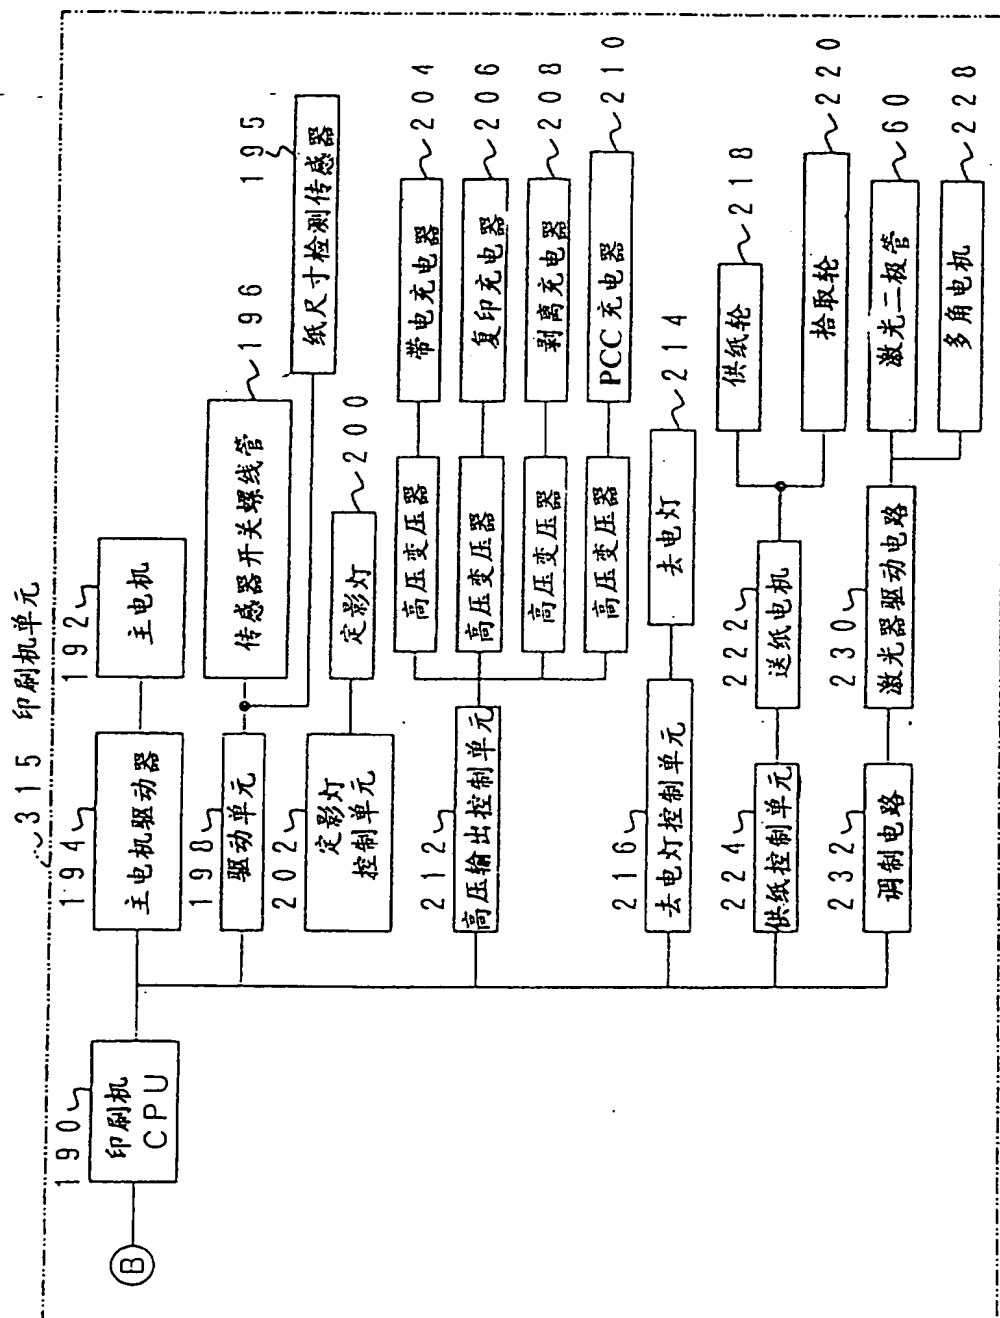 315 印刷机单元
190
印刷机
CPU
B
194
主电机驱动器
192
主电机
198
驱动单元
196
传感器开关螺线管
195
纸尺寸检测传感器
202
定影灯
控制单元
200
定影灯
212
高压输出控制单元
高压变压器
带电充电器
204
高压变压器
复印充电器
206
高压变压器
剥离充电器
208
高压变压器
PCC充电器
210
216
去电灯控制单元
去电灯
214
224
供纸控制单元
222
送纸电机
供纸轮
218
拾取轮
220
232
调制电路
230
激光器驱动电路
激光二极管
60
多角电机
228